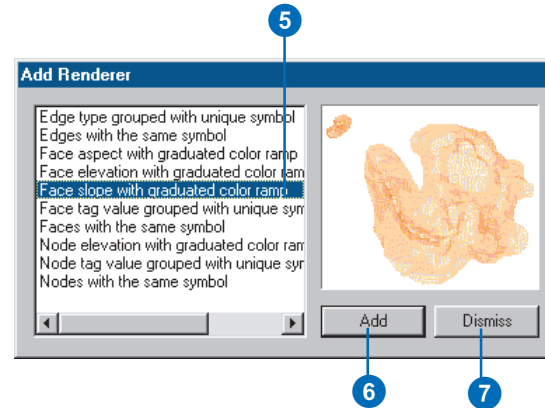 5
Add Renderer
Edge type grouped with unique symbol
Edges with the same symbol
Face aspect with graduated color ramp
Face elevation with graduated color ram
Face slope with graduated color ramp
Face tag value grouped with unique sym
Faces with the same symbol
Node elevation with graduated color ram
Node tag value grouped with unique syr
Nodes with the same symbol
Add Dismiss
6 7